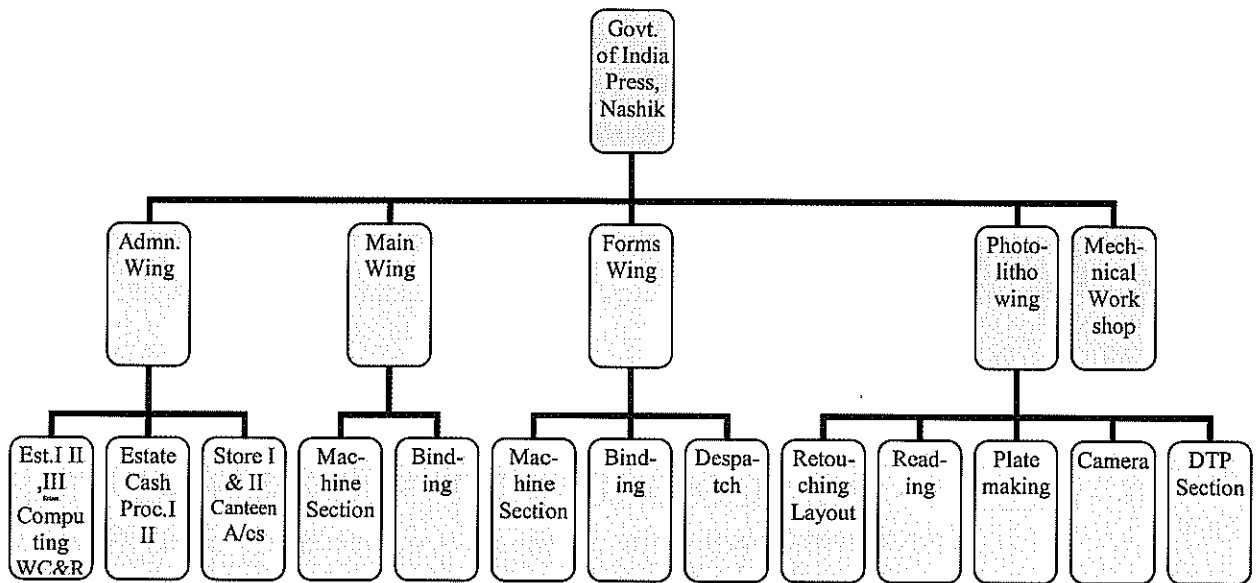 Govt.
of India
Press,
Nashik
Admn.
Wing
Main
Wing
Forms
Wing
Photo-
litho
wing
Mech-
nical
Work
shop
Est.I II
,III
Compu
ting
WC&R
Estate
Cash
Proc.I
II
Store I
& II
Canteen
A/cs
Mac-
hine
Section
Bind-
ing
Mac-
hine
Section
Bind-
ing
Despa-
tch
Retou-
ching
Layout
Read-
ing
Plate
making
Camera
DTP
Section